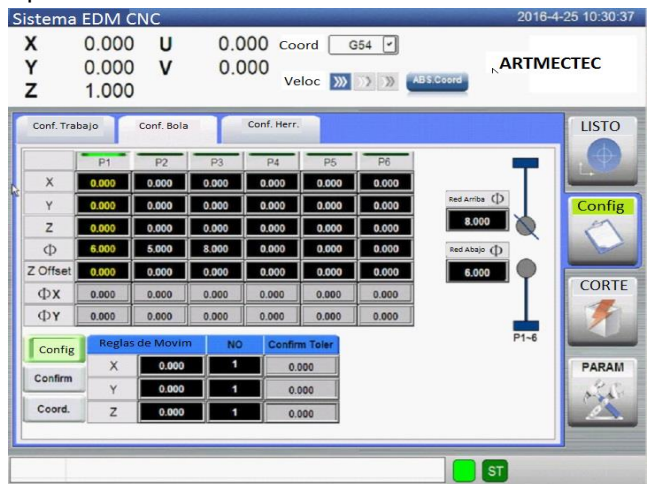 Sistema EDM CNC 2016-4-25 10:30:37
X 0.000 U 0.000 Coord G54
Y 0.000 V 0.000 ARTMECTEC
Z 1.000 Veloc ABS.Coord
Conf. Trabajo Conf. Bola Conf. Herr. LISTO
P1 P2 P3 P4 P5 P6
X 0.000 0.000 0.000 0.000 0.000 0.000
Y 0.000 0.000 0.000 0.000 0.000 0.000 Red Arriba Φ
Z 0.000 0.000 0.000 0.000 0.000 0.000 8.000 Config
Φ 6.000 5.000 8.000 0.000 0.000 0.000 Red Abajo Φ
Z Offset 0.000 0.000 0.000 0.000 0.000 0.000 6.000
ΦX 0.000 0.000 0.000 0.000 0.000 0.000 CORTE
ΦY 0.000 0.000 0.000 0.000 0.000 0.000
Config Reglas de Movim NO Confirm Toler P1~6
X 0.000 1 0.000 PARAM
Confirm
Y 0.000 1 0.000
Coord. Z 0.000 1 0.000
ST